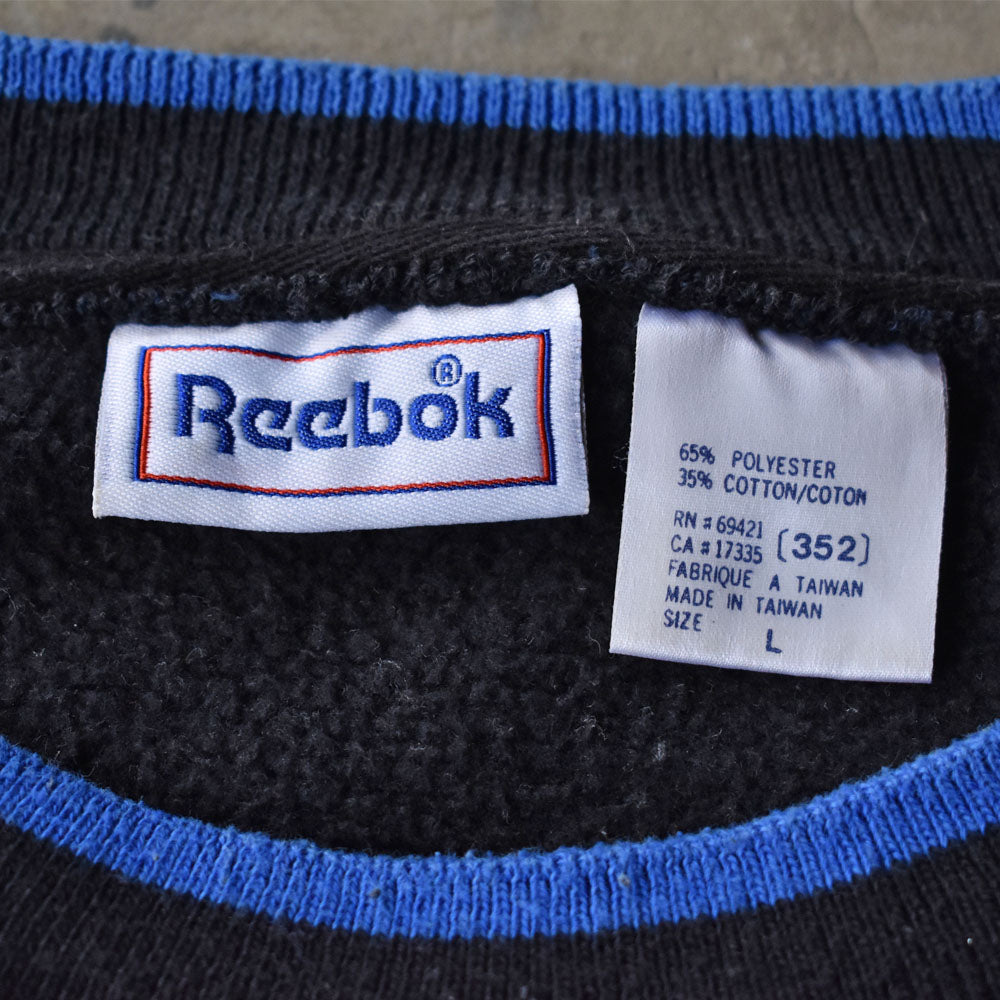 Reebok®
65% POLYESTER
35% COTTON/COTON
RN # 69421
CA # 17335 (352)
FABRIQUE A TAIWAN
MADE IN TAIWAN
SIZE L